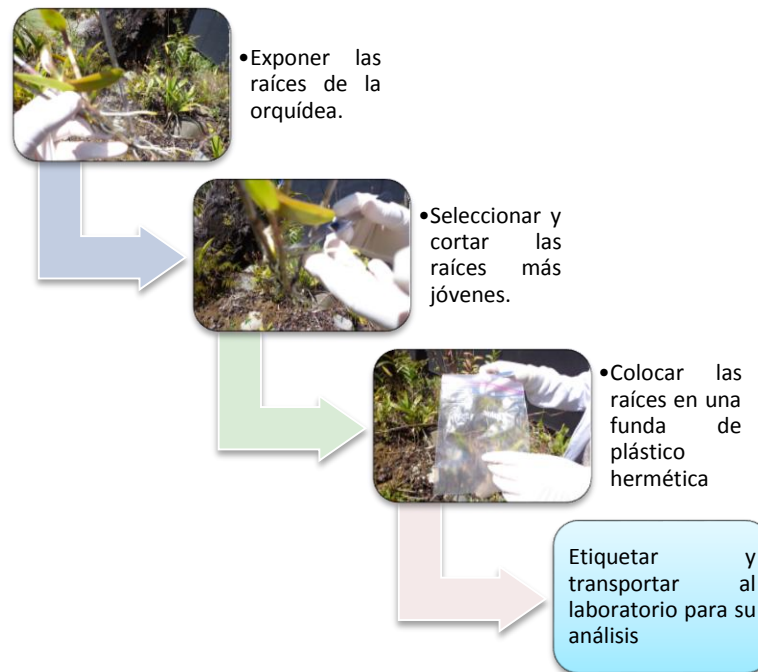 •Exponer las
raíces de la
orquídea.
•Seleccionar y
cortar las
raíces más
jóvenes.
•Colocar las
raíces en una
funda de
plástico
hermética
Etiquetar y
transportar al
laboratorio para su
análisis